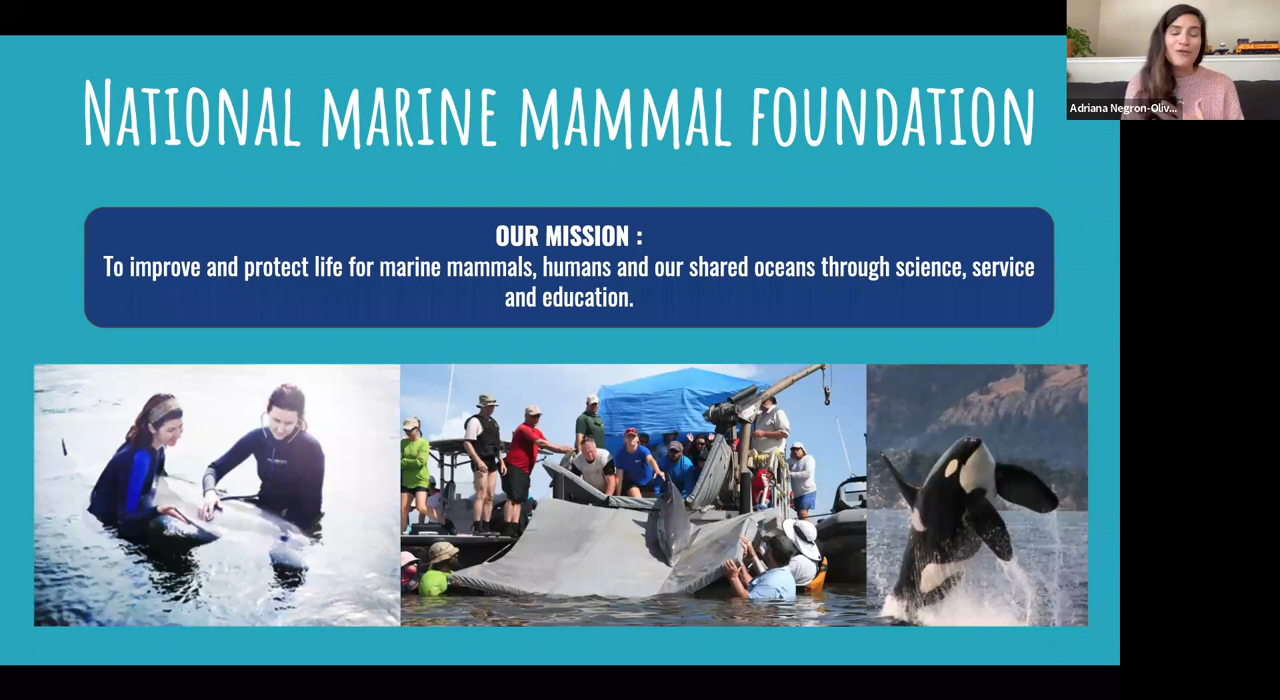 NATIONAL MARINE MAMMAL FOUNDATION
OUR MISSION :
To improve and protect life for marine mammals, humans and our shared oceans through science, service
and education.
Adriana Negron-Oliv...